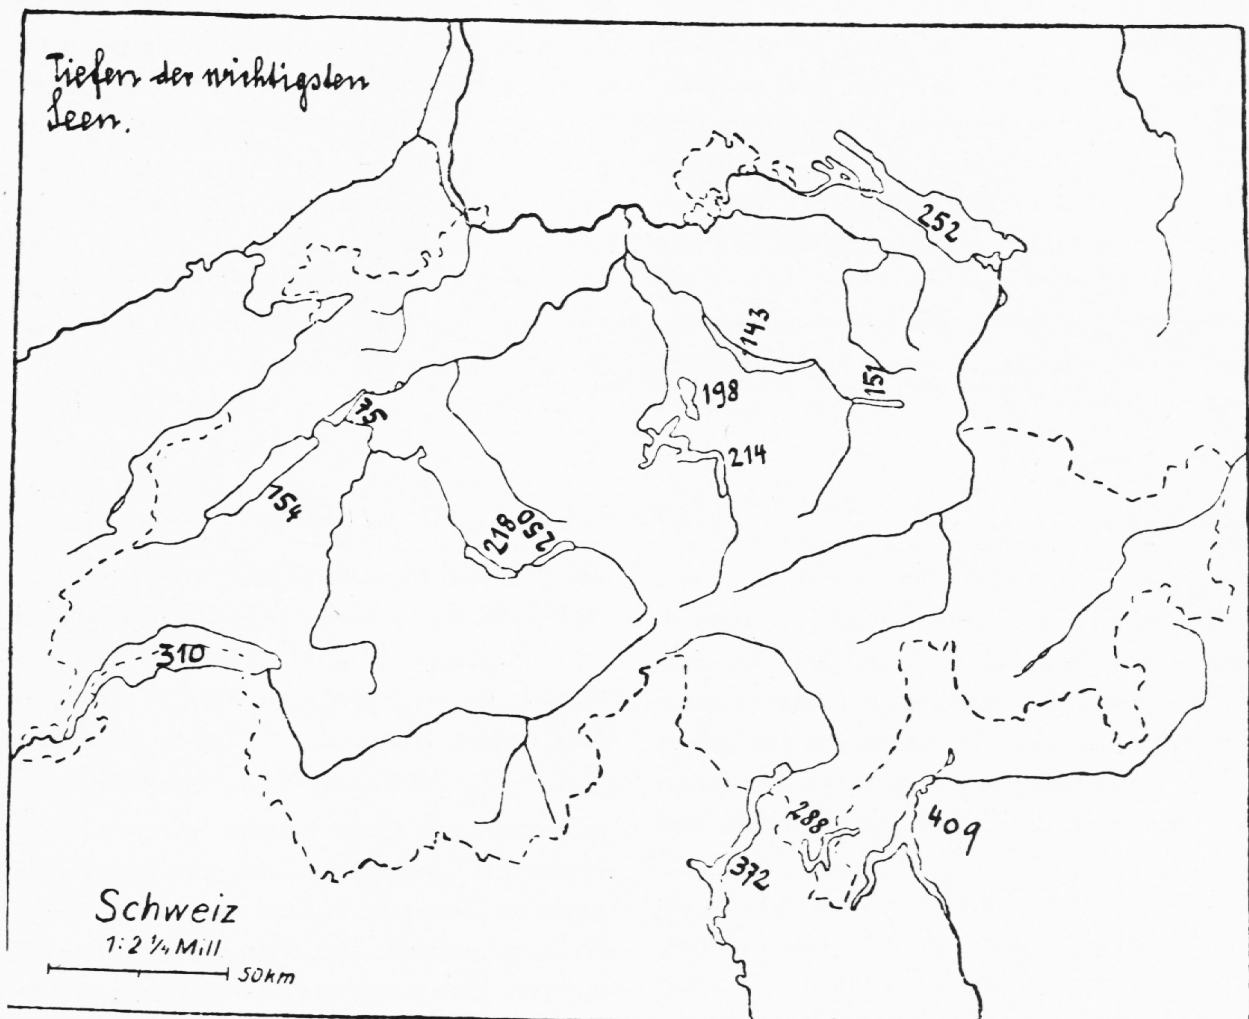 Tiefen der wichtigsten
Seen.
252
143
151
198
75
214
154
218
250
310
288
409
372
Schweiz
1:2 1/4 Mill
50km